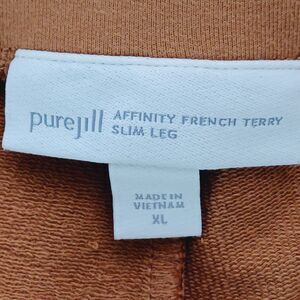 purejill AFFINITY FRENCH TERRY
SLIM LEG
MADE IN
VIETNAM
XL